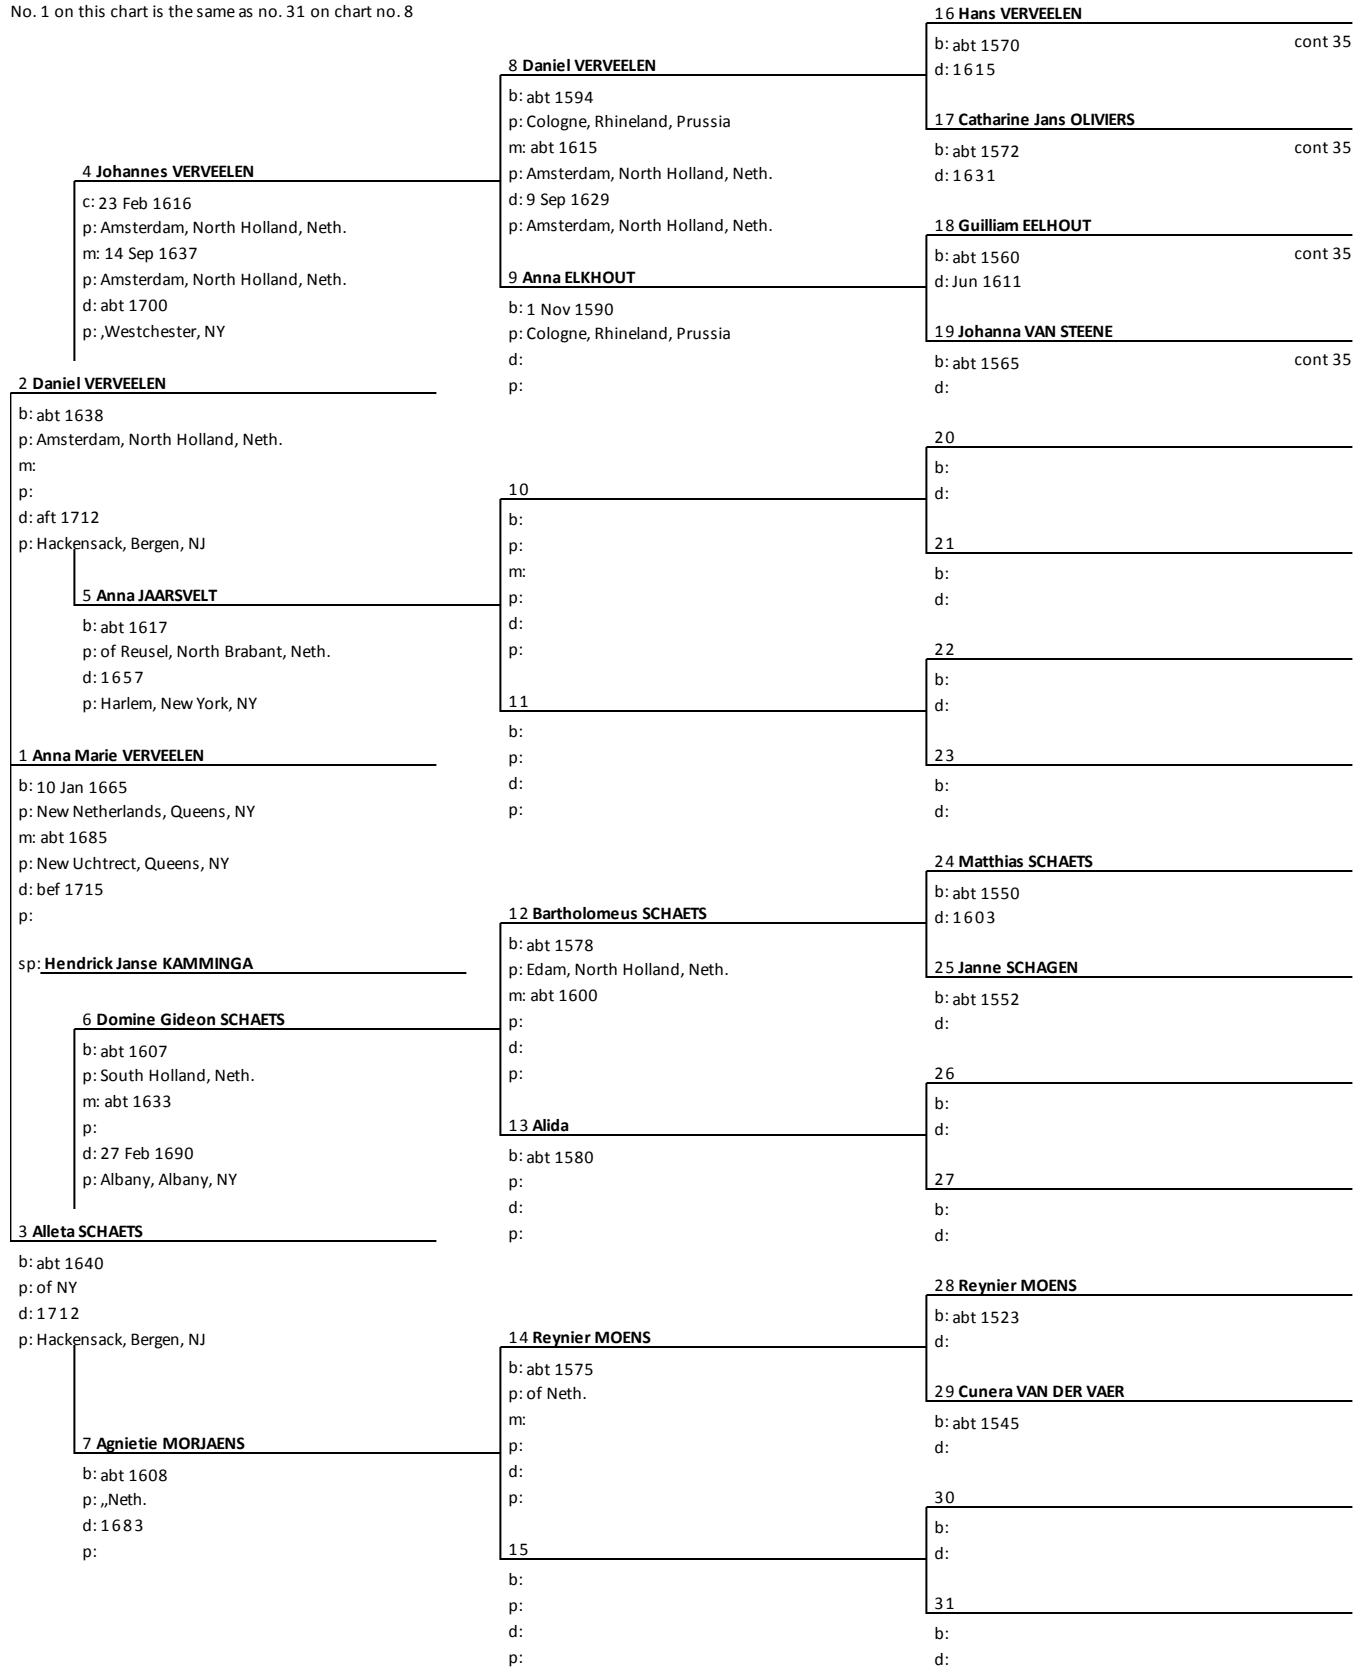 No. 1 on this chart is the same as no. 31 on chart no. 8
16 Hans VERVEELEN
b: abt 1570 cont 35
d: 1615
8 Daniel VERVEELEN
b: abt 1594
p: Cologne, Rhineland, Prussia
m: abt 1615
p: Amsterdam, North Holland, Neth.
d: 9 Sep 1629
p: Amsterdam, North Holland, Neth.
17 Catharine Jans OLIVIERS
b: abt 1572 cont 35
d: 1631
4 Johannes VERVEELEN
c: 23 Feb 1616
p: Amsterdam, North Holland, Neth.
m: 14 Sep 1637
p: Amsterdam, North Holland, Neth.
d: abt 1700
p: ,Westchester, NY
18 Guilliam EELHOUT
b: abt 1560 cont 35
d: Jun 1611
9 Anna ELKHOUT
b: 1 Nov 1590
p: Cologne, Rhineland, Prussia
d:
p:
19 Johanna VAN STEENE
b: abt 1565 cont 35
d:
2 Daniel VERVEELEN
b: abt 1638
p: Amsterdam, North Holland, Neth.
m:
p:
d: aft 1712
p: Hackensack, Bergen, NJ
20
b:
d:
10
b:
p:
m:
p:
d:
p:
21
b:
d:
5 Anna JAARSVELT
b: abt 1617
p: of Reusel, North Brabant, Neth.
d: 1657
p: Harlem, New York, NY
22
b:
d:
11
b:
p:
d:
p:
23
b:
d:
1 Anna Marie VERVEELEN
b: 10 Jan 1665
p: New Netherlands, Queens, NY
m: abt 1685
p: New Uchtrect, Queens, NY
d: bef 1715
p:
sp: Hendrick Janse KAMMINGA
24 Matthias SCHAETS
b: abt 1550
d: 1603
12 Bartholomeus SCHAETS
b: abt 1578
p: Edam, North Holland, Neth.
m: abt 1600
p:
d:
p:
25 Janne SCHAGEN
b: abt 1552
d:
6 Domine Gideon SCHAETS
b: abt 1607
p: South Holland, Neth.
m: abt 1633
p:
d: 27 Feb 1690
p: Albany, Albany, NY
26
b:
d:
13 Alida
b: abt 1580
p:
d:
p:
27
b:
d:
3 Alleta SCHAETS
b: abt 1640
p: of NY
d: 1712
p: Hackensack, Bergen, NJ
28 Reynier MOENS
b: abt 1523
d:
14 Reynier MOENS
b: abt 1575
p: of Neth.
m:
p:
d:
p:
29 Cunera VAN DER VAER
b: abt 1545
d:
7 Agnietie MORJAENS
b: abt 1608
p: ,,Neth.
d: 1683
p:
30
b:
d:
15
b:
p:
d:
p:
31
b:
d: